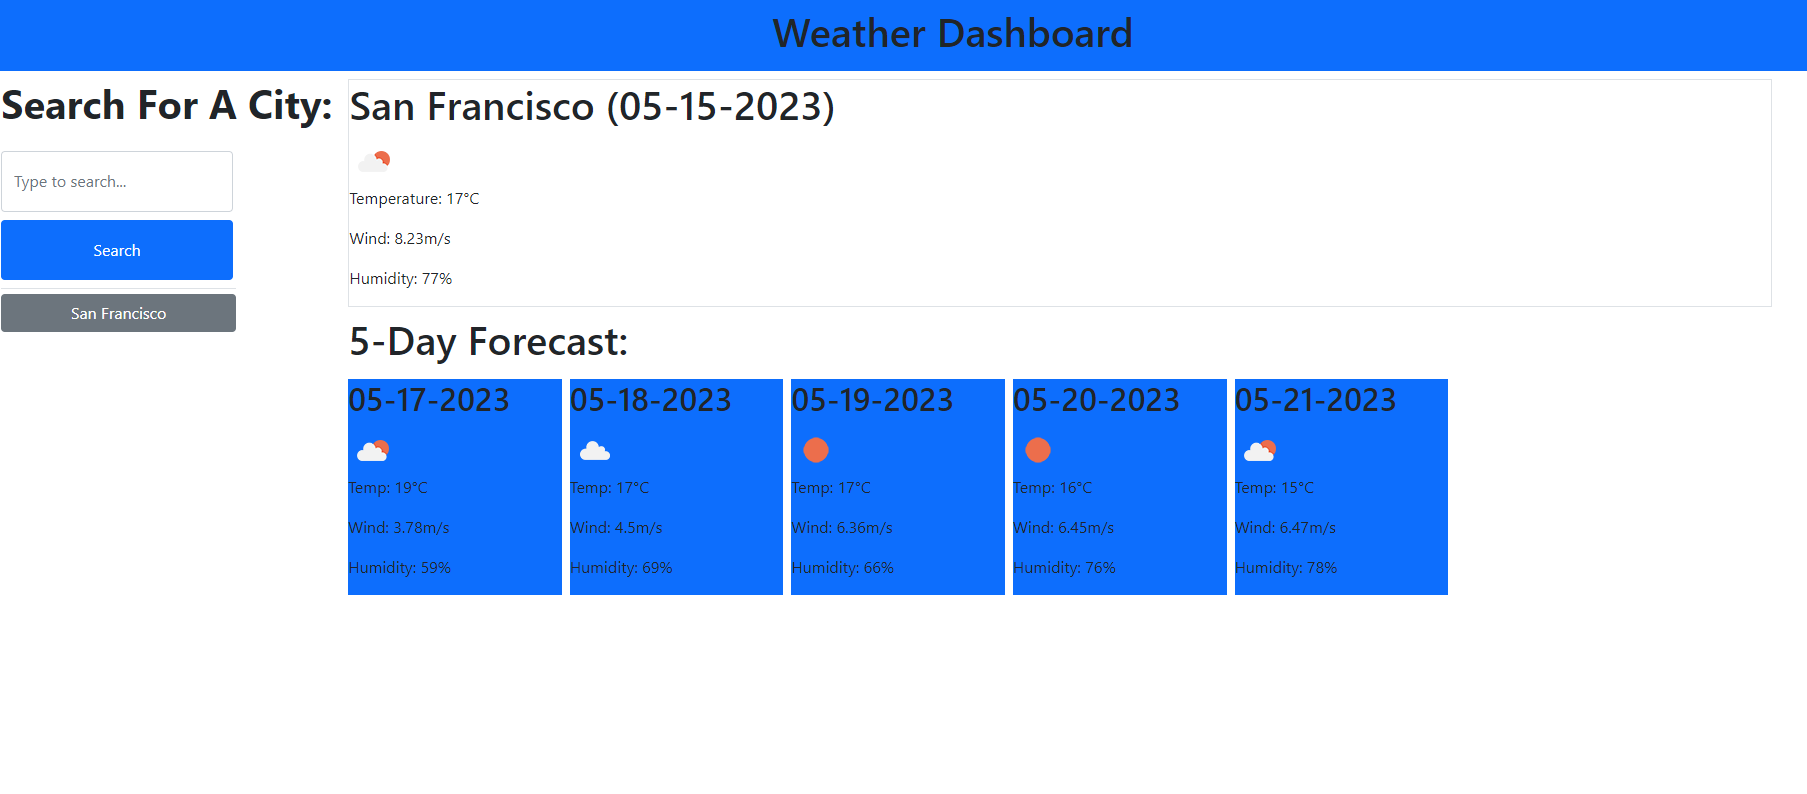 Weather Dashboard
Search For A City:
Type to search...
Search
San Francisco
San Francisco (05-15-2023)
Temperature: 17°C
Wind: 8.23m/s
Humidity: 77%
5-Day Forecast:
05-17-2023
Temp: 19°C
Wind: 3.78m/s
Humidity: 59%
05-18-2023
Temp: 17°C
Wind: 4.5m/s
Humidity: 69%
05-19-2023
Temp: 17°C
Wind: 6.36m/s
Humidity: 66%
05-20-2023
Temp: 16°C
Wind: 6.45m/s
Humidity: 76%
05-21-2023
Temp: 15°C
Wind: 6.47m/s
Humidity: 78%